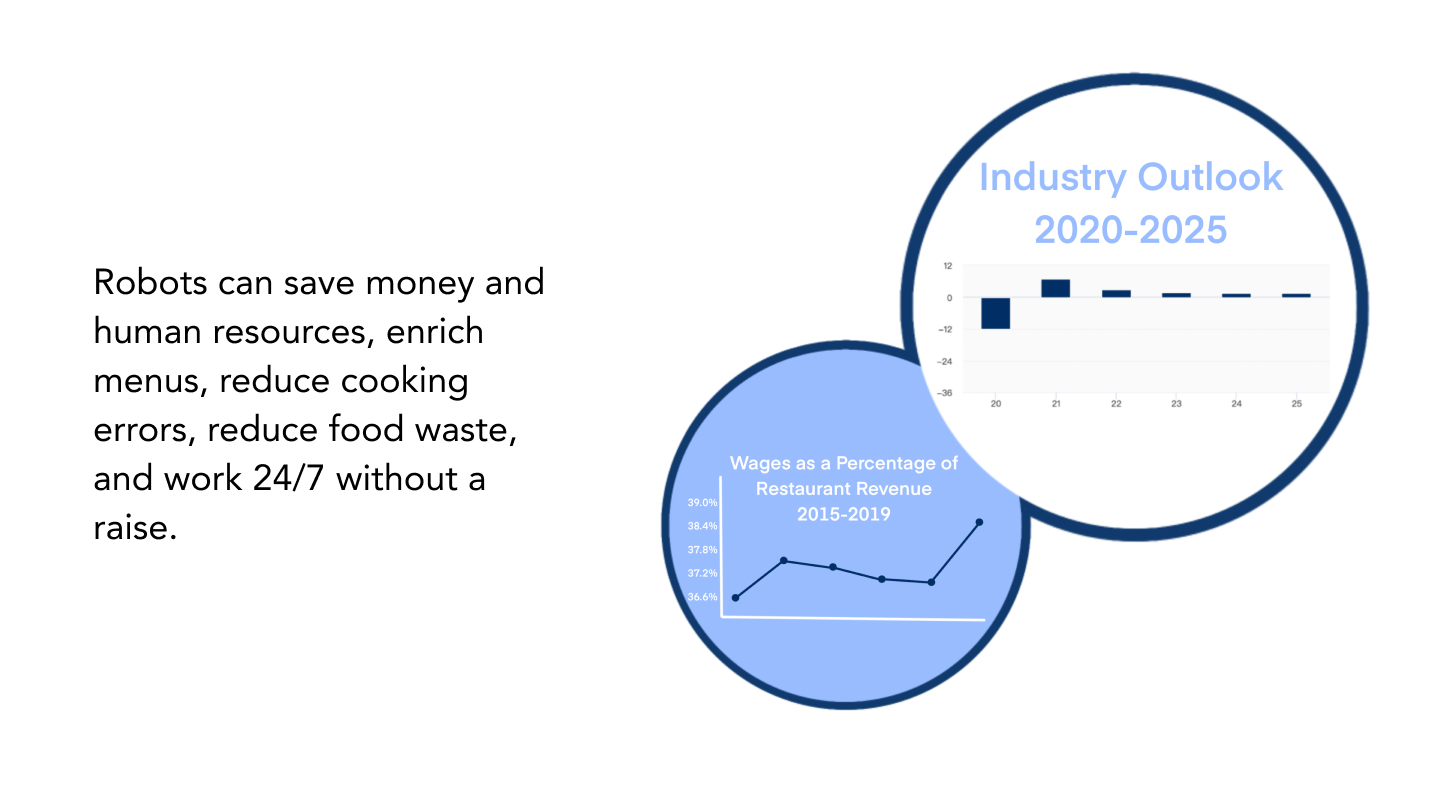 Robots can save money and
human resources, enrich
menus, reduce cooking
errors, reduce food waste,
and work 24/7 without a
raise.
Industry Outlook
2020-2025
12
0
−12
−24
−36
20 21 22 23 24 25
Wages as a Percentage of
Restaurant Revenue
2015-2019
39.0%
38.4%
37.8%
37.2%
36.6%